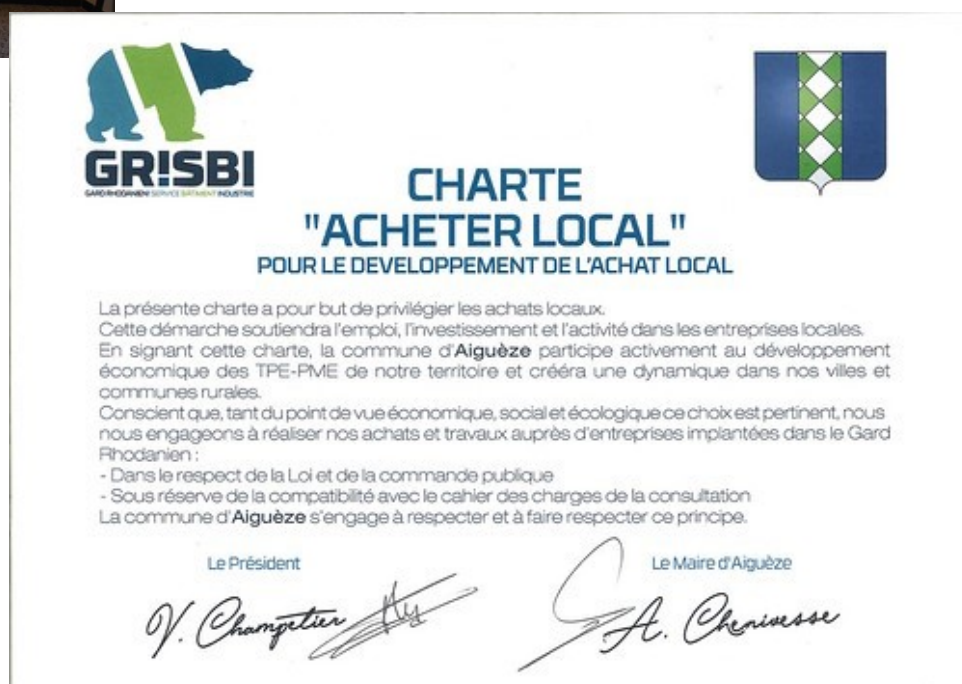 GR!SBI
GARD RHODANIEN SERVICE BÂTIMENT INDUSTRIE
CHARTE
"ACHETER LOCAL"
POUR LE DEVELOPPEMENT DE L'ACHAT LOCAL
La présente charte a pour but de privilégier les achats locaux.
Cette démarche soutiendra l'emploi, l'investissement et l'activité dans les entreprises locales.
En signant cette charte, la commune d'Aiguèze participe activement au développement
économique des TPE-PME de notre territoire et crééra une dynamique dans nos villes et
communes rurales.
Conscient que, tant du point de vue économique, social et écologique ce choix est pertinent, nous
nous engageons à réaliser nos achats et travaux auprès d'entreprises implantées dans le Gard
Rhodanien :
- Dans le respect de la Loi et de la commande publique
- Sous réserve de la compatibilité avec le cahier des charges de la consultation
La commune d'Aiguèze s'engage à respecter et à faire respecter ce principe.
Le Président
Le Maire d'Aiguèze
V. Champetier
A. Chenivesse